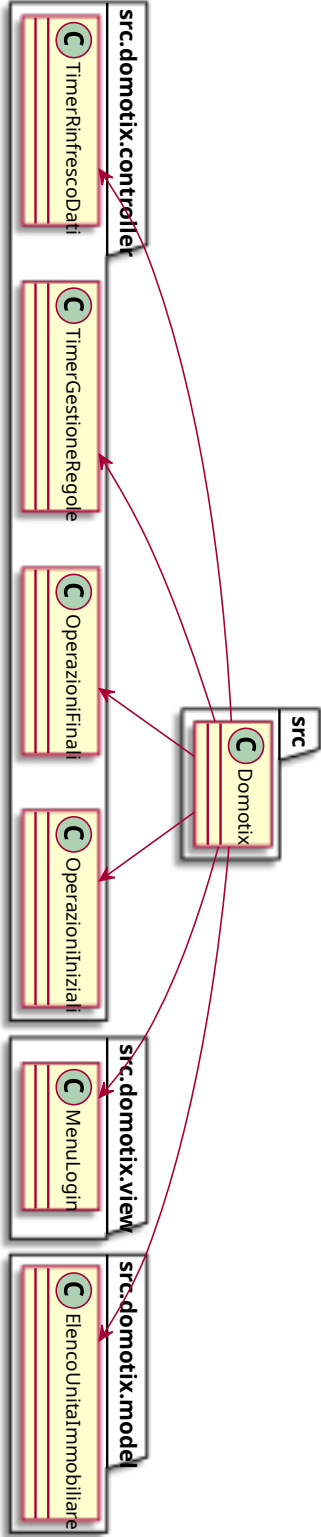 src
C Domotix
src.domotix.controller
C TimerRinfrescoDati
C TimerGestioneRegole
C OperazioniFinali
C OperazioniIniziali
src.domotix.view
C MenuLogin
src.domotix.model
C ElencoUnitaImmobiliare